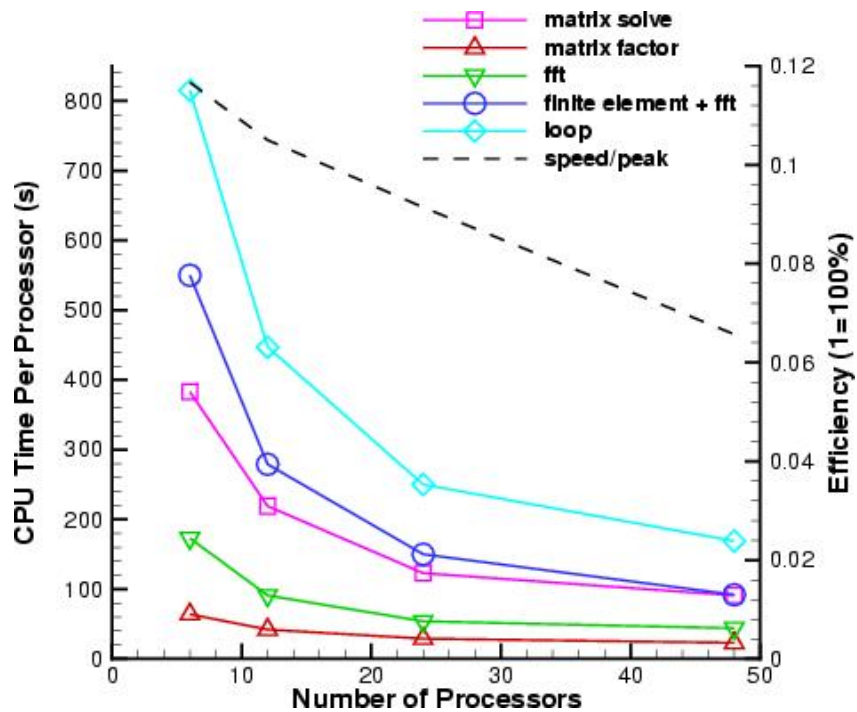 matrix solve
matrix factor
fft
finite element + fft
loop
speed/peak
CPU Time Per Processor (s)
800
700
600
500
400
300
200
100
0
0.12
0.1
0.08
0.06
0.04
0.02
0
Efficiency (1=100%)
0 10 20 30 40 50
Number of Processors